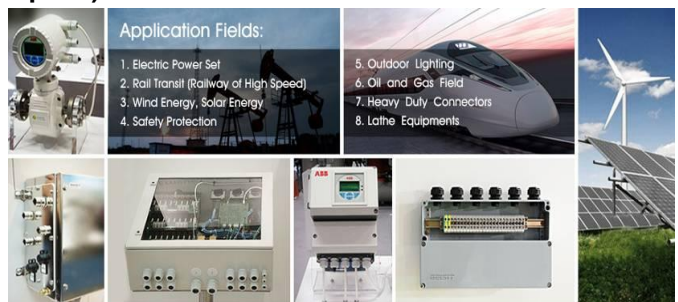 Application Fields:
1. Electric Power Set
2. Rail Transit (Railway of High Speed)
3. Wind Energy, Solar Energy
4. Safety Protection
5. Outdoor Lighting
6. Oil and Gas Field
7. Heavy Duty Connectors
8. Lathe Equipments
ABB